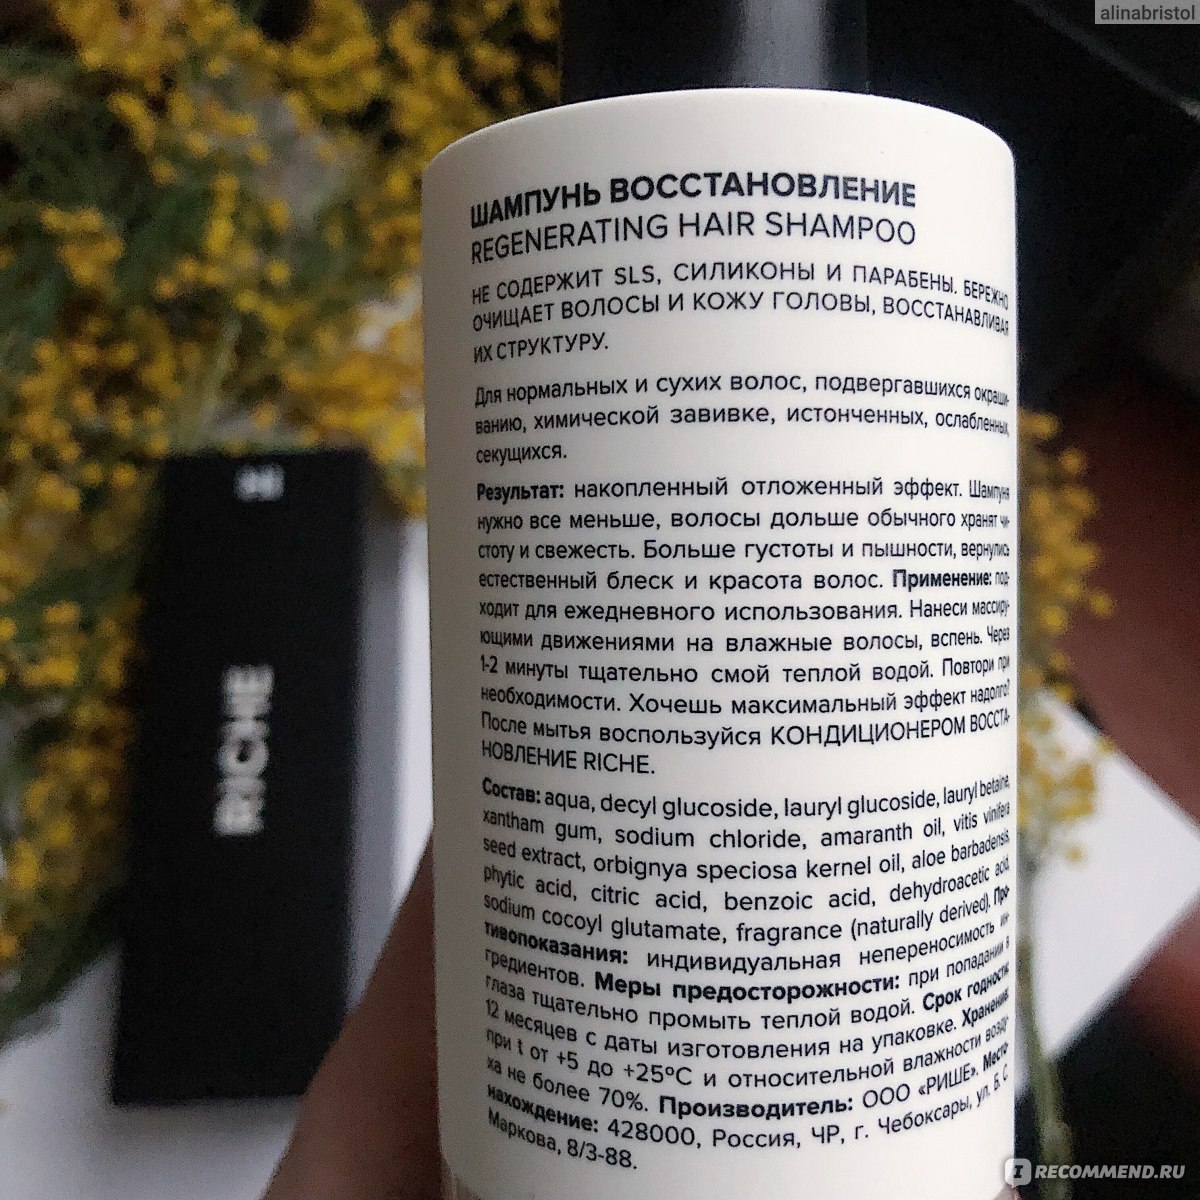 alinabristol
ШАМПУНЬ ВОССТАНОВЛЕНИЕ
REGENERATING HAIR SHAMPOO
НЕ СОДЕРЖИТ SLS, СИЛИКОНЫ И ПАРАБЕНЫ. БЕРЕЖНО
ОЧИЩАЕТ ВОЛОСЫ И КОЖУ ГОЛОВЫ, ВОССТАНАВЛИВАЯ
ИХ СТРУКТУРУ.
Для нормальных и сухих волос, подвергавшихся окраши-
ванию, химической завивке, истонченных, ослабленных,
секущихся.
Результат: накопленный отложенный эффект. Шампуня
нужно все меньше, волосы дольше обычного хранят чи-
стоту и свежесть. Больше густоты и пышности, вернулись
естественный блеск и красота волос. Применение: под-
ходит для ежедневного использования. Нанеси массиру-
ющими движениями на влажные волосы, вспень. Через
1-2 минуты тщательно смой теплой водой. Повтори при
необходимости. Хочешь максимальный эффект надолго?
После мытья воспользуйся КОНДИЦИОНЕРОМ ВОССТА-
НОВЛЕНИЕ RICHE.
Состав: aqua, decyl glucoside, lauryl glucoside, lauryl betaine,
xantham gum, sodium chloride, amaranth oil, vitis vinifera
seed extract, orbignya speciosa kernel oil, aloe barbadensis,
phytic acid, citric acid, benzoic acid, dehydroacetic acid,
sodium cocoyl glutamate, fragrance (naturally derived). Про-
тивопоказания: индивидуальная непереносимость ин-
гредиентов. Меры предосторожности: при попадании в
глаза тщательно промыть теплой водой. Срок годности:
12 месяцев с даты изготовления на упаковке. Хранение:
при t от +5 до +25°C и относительной влажности возду-
ха не более 70%. Производитель: ООО «РИШЕ». Место-
нахождение: 428000, Россия, ЧР, г. Чебоксары, ул. Б. С.
Маркова, 8/3-88.
RICHE
IRECOMMEND.RU